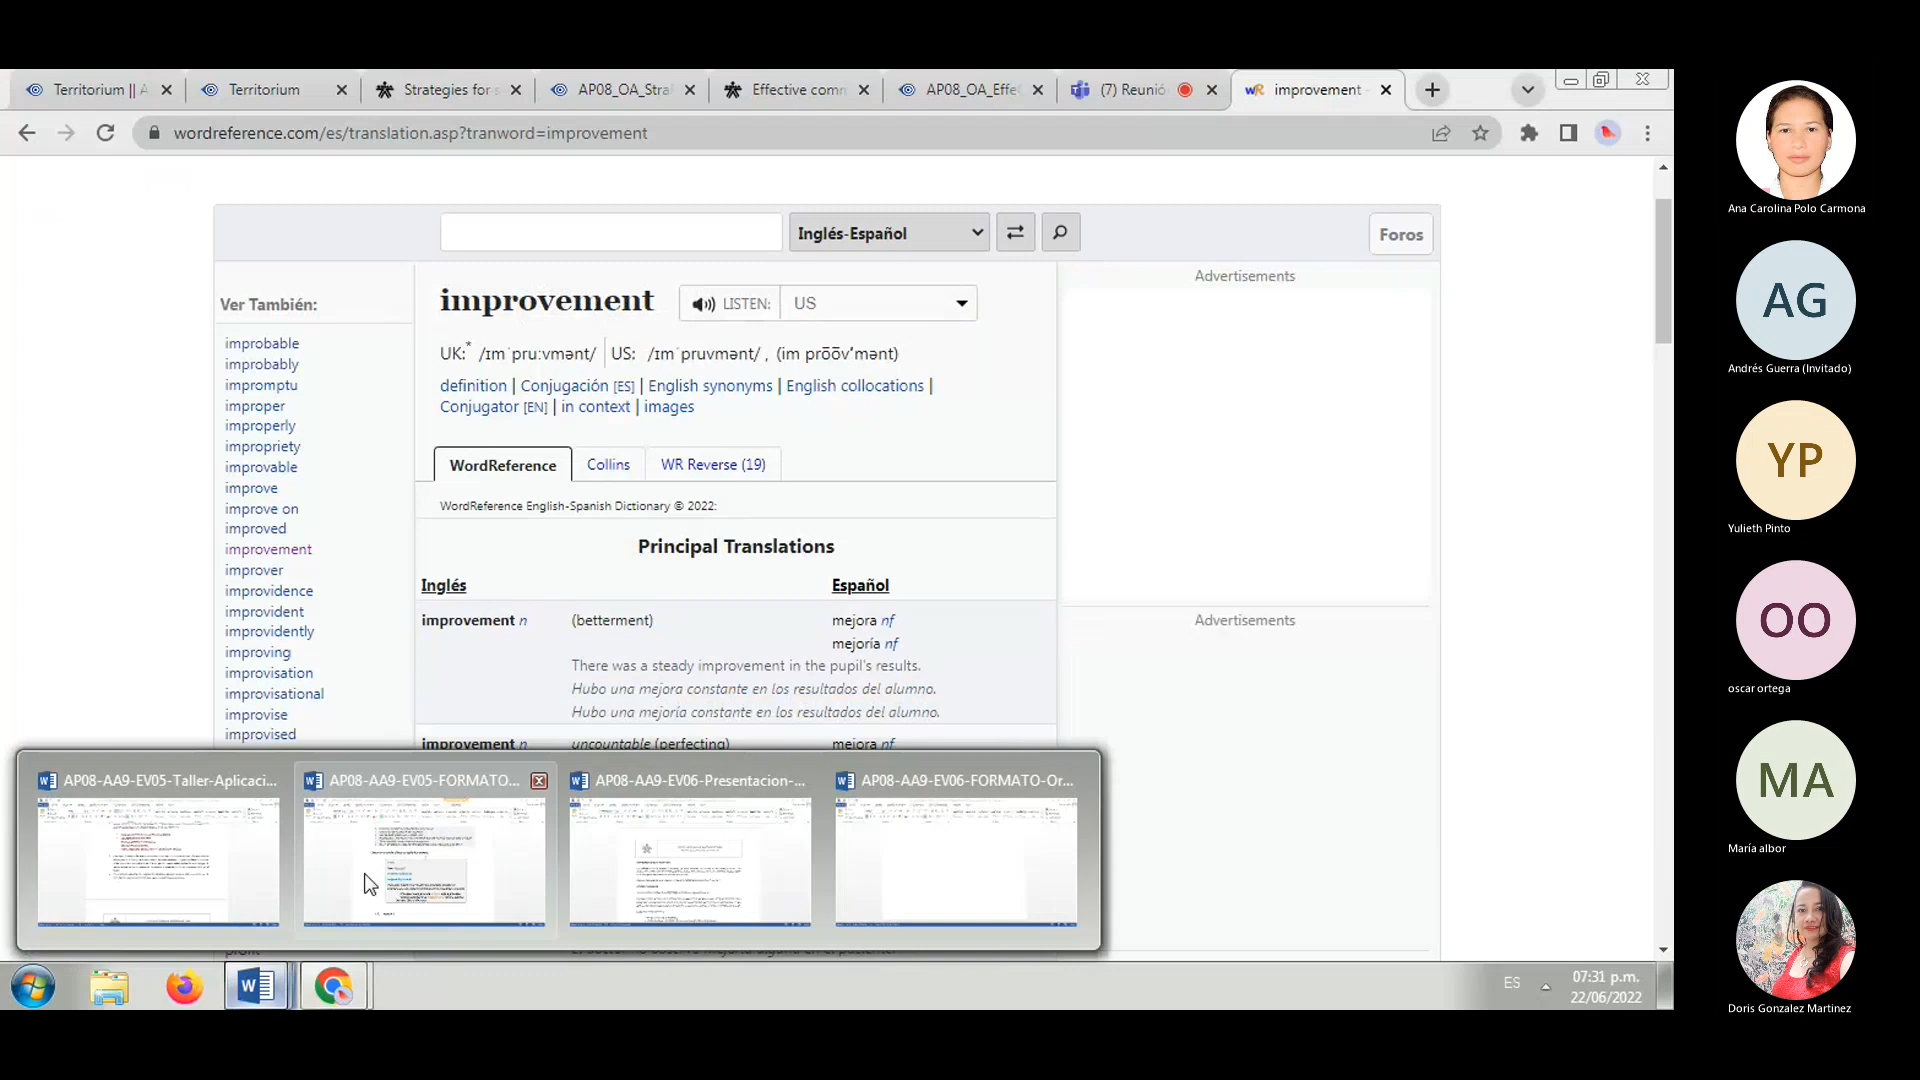 Territorium || A
Territorium
Strategies for s
AP08_OA_Stra
Effective comm
AP08_OA_Effe
(7) Reunió
improvement -
wordreference.com/es/translation.asp?tranword=improvement
Inglés-Español
Foros
Ver También:
improbable
improbably
impromptu
improper
improperly
impropriety
improvable
improve
improve on
improved
improvement
improver
improvidence
improvident
improvidently
improving
improvisation
improvisational
improvise
improvised
improvement
LISTEN:
US
UK:* /ɪmˈpruːvmənt/ US: /ɪmˈpruvmənt/ , (im pro͞ovʹmənt)
definition | Conjugación [ES] | English synonyms | English collocations |
Conjugator [EN] | in context | images
WordReference
Collins
WR Reverse (19)
WordReference English-Spanish Dictionary © 2022:
Principal Translations
Inglés
Español
improvement n
(betterment)
mejora nf
mejoría nf
There was a steady improvement in the pupil's results.
Hubo una mejora constante en los resultados del alumno.
Hubo una mejoría constante en los resultados del alumno.
improvement n
uncountable (perfecting)
mejora nf
Advertisements
Advertisements
AP08-AA9-EV05-Taller-Aplicaci...
AP08-AA9-EV05-FORMATO...
AP08-AA9-EV06-Presentacion-...
AP08-AA9-EV06-FORMATO-Or...
ES
07:31 p.m.
22/06/2022
Ana Carolina Polo Carmona
AG
Andrés Guerra (Invitado)
YP
Yulieth Pinto
OO
oscar ortega
MA
María albor
Doris Gonzalez Martinez